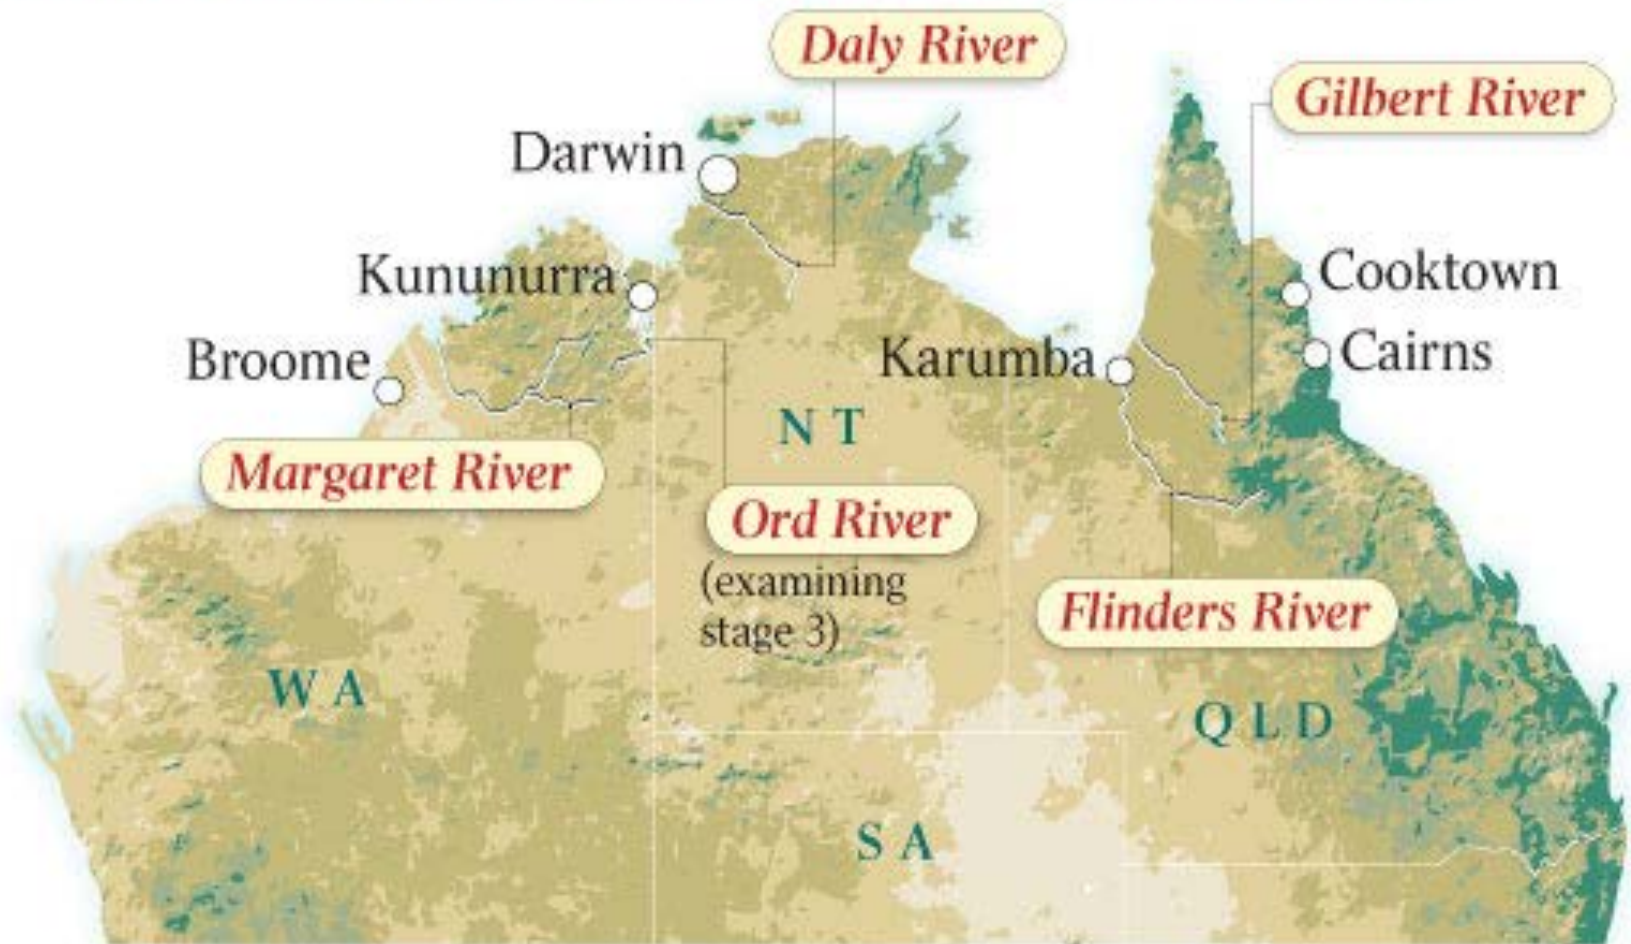 Daly River
Gilbert River
Darwin
Kununurra
Cooktown
Broome
Karumba
Cairns
N T
Margaret River
Ord River
(examining
stage 3)
Flinders River
W A
Q L D
S A